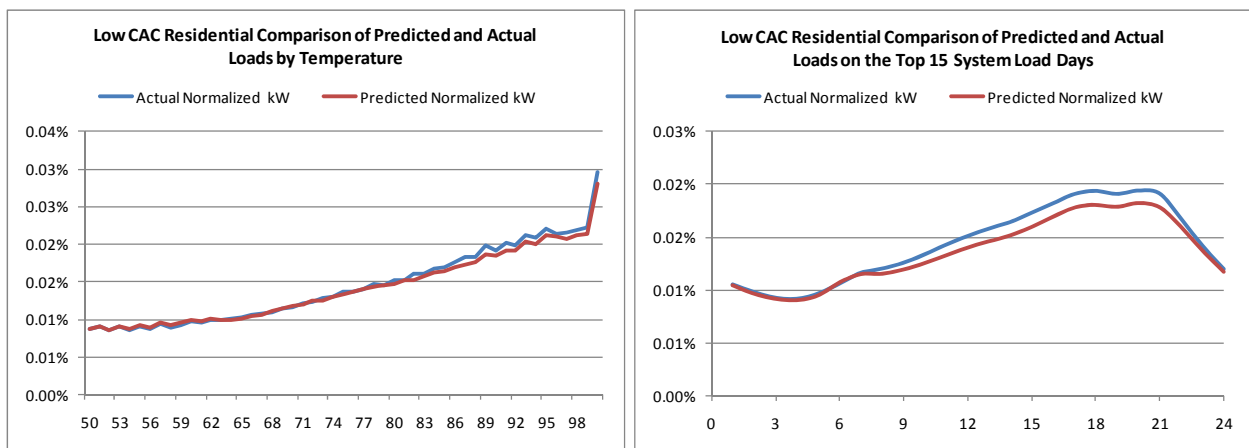 Low CAC Residential Comparison of Predicted and Actual
Loads by Temperature
Actual Normalized kW Predicted Normalized kW
0.04%
0.03%
0.03%
0.02%
0.02%
0.01%
0.01%
0.00%
50 53 54 56 59 62 65 68 71 74 77 80 83 86 89 92 95 98
Low CAC Residential Comparison of Predicted and Actual
Loads on the Top 15 System Load Days
Actual Normalized kW Predicted Normalized kW
0.03%
0.02%
0.02%
0.01%
0.01%
0.00%
0 3 6 9 12 15 18 21 24